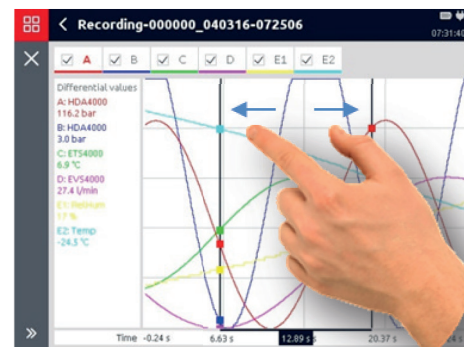 Recording-000000_040316-072506
07:31:40
A B C D E1 E2
Differential values
A: HDA4000
116.2 bar
B: HDA4000
3.0 bar
C: ETS4000
6.9 °C
D: EVS4000
27.4 l/min
17 %
E2: Temp
-24.3 °C
Time -0.24 s 6.63 s 12.89 s 20.37 s